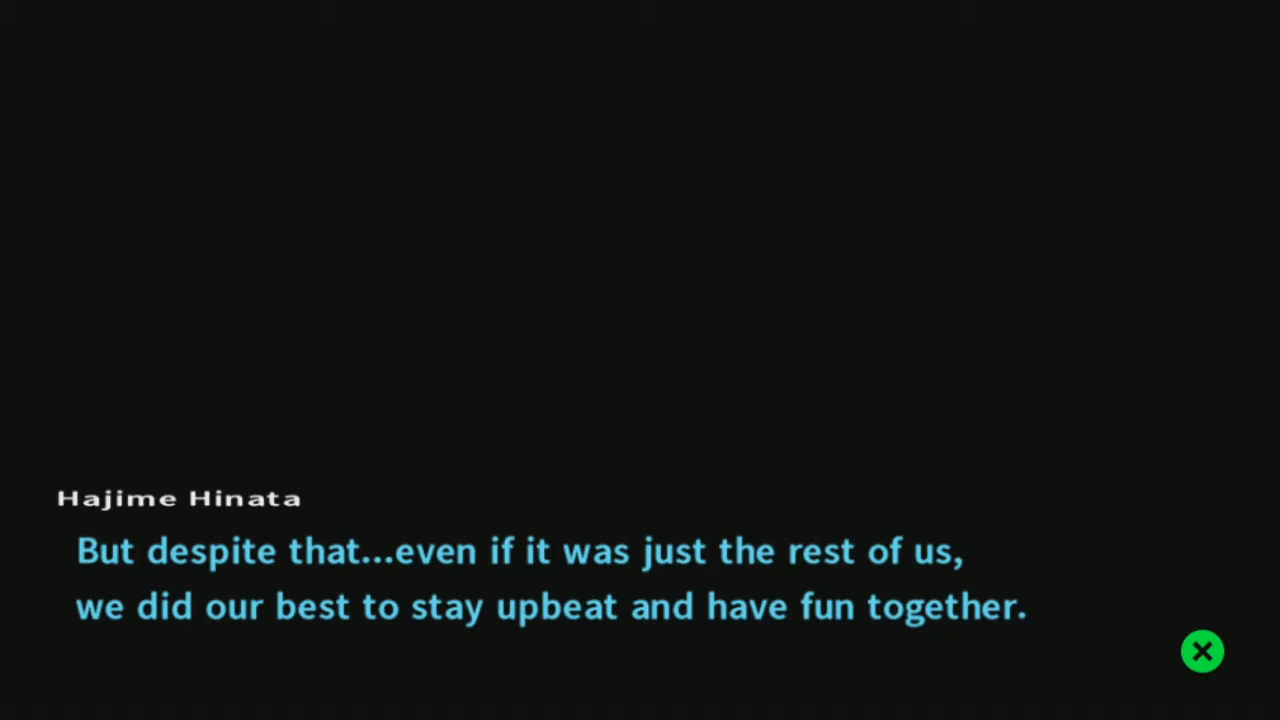 Hajime Hinata
But despite that...even if it was just the rest of us,
we did our best to stay upbeat and have fun together.